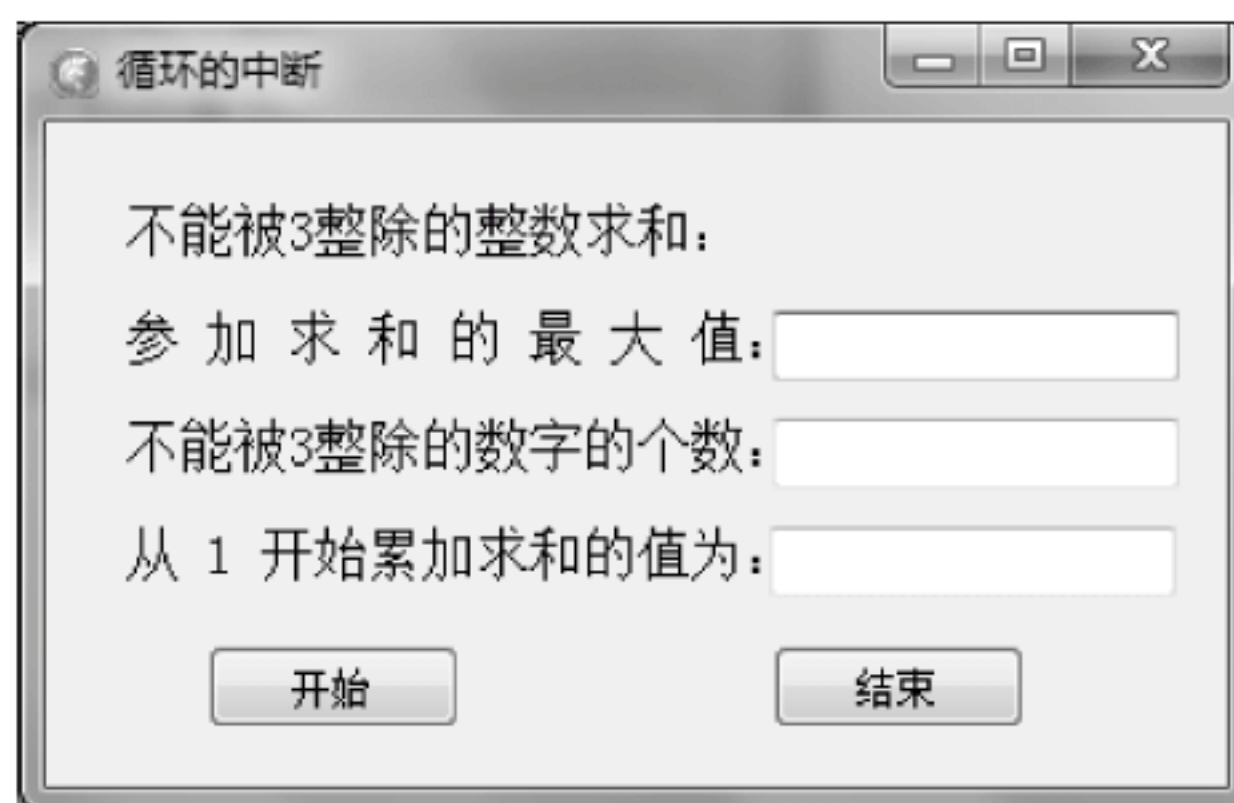 循环的中断
不能被3整除的整数求和：
参 加 求 和 的 最 大 值：
不能被3整除的数字的个数：
从 1 开始累加求和的值为：
开始
结束